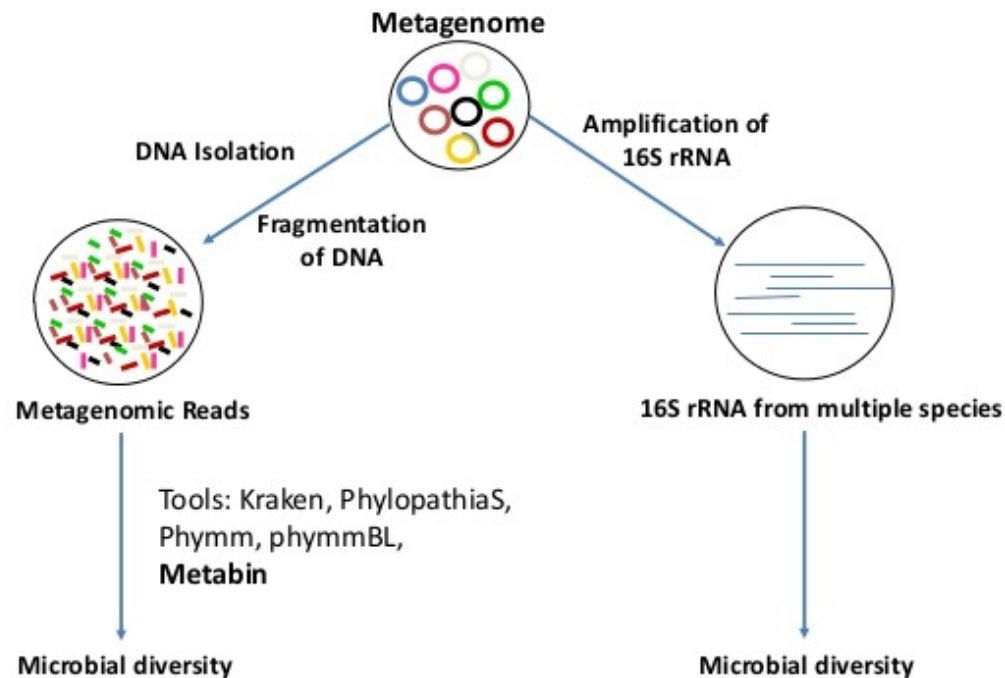 Metagenome
DNA Isolation
Amplification of
16S rRNA
Fragmentation
of DNA
Metagenomic Reads
16S rRNA from multiple species
Tools: Kraken, PhylopathiaS,
Phymm, phymmBL,
Metabin
Microbial diversity
Microbial diversity